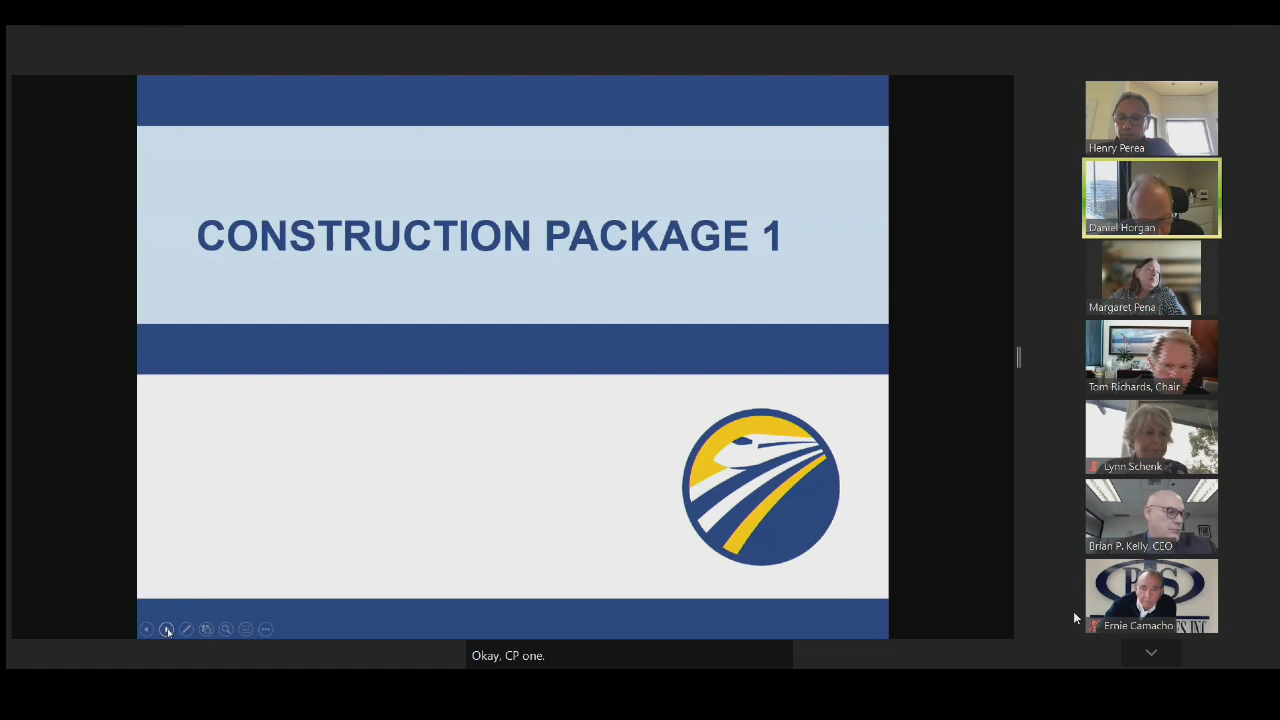 CONSTRUCTION PACKAGE 1
Henry Perea
Daniel Horgan
Margaret Pena
Tom Richards, Chair
Lynn Schenk
Brian P. Kelly, CEO
Ernie Camacho
Okay, CP one.